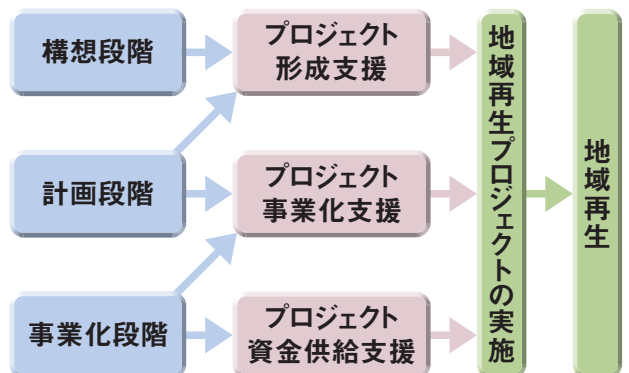 構想段階
プロジェクト
形成支援
計画段階
プロジェクト
事業化支援
事業化段階
プロジェクト
資金供給支援
地域再生プロジェクトの実施
地域再生